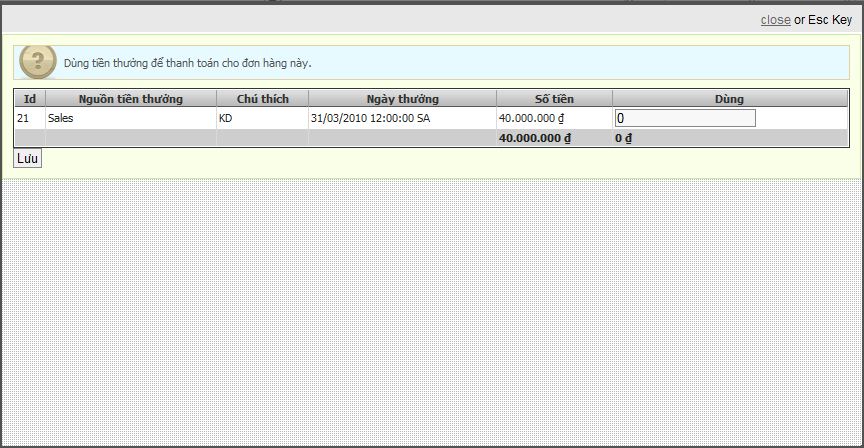 close or Esc Key
Dùng tiền thưởng để thanh toán cho đơn hàng này.
Id Nguồn tiền thưởng Chú thích Ngày thưởng Số tiền Dùng
21 Sales KD 31/03/2010 12:00:00 SA 40.000.000 ₫ 0
40.000.000 ₫ 0 ₫
Lưu